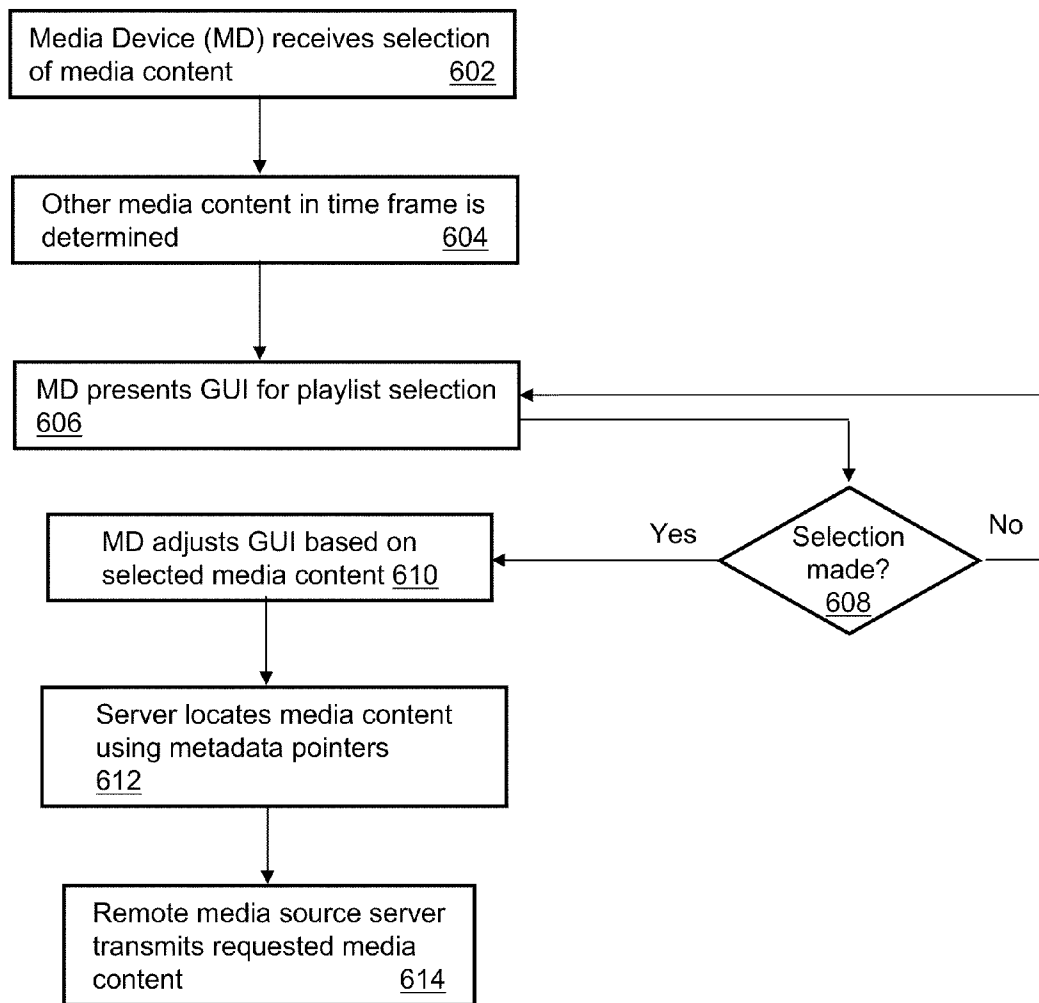 Media Device (MD) receives selection
of media content 602
Other media content in time frame is
determined 604
MD presents GUI for playlist selection
606
Selection
made?
608
Yes
No
MD adjusts GUI based on
selected media content 610
Server locates media content
using metadata pointers
612
Remote media source server
transmits requested media
content 614